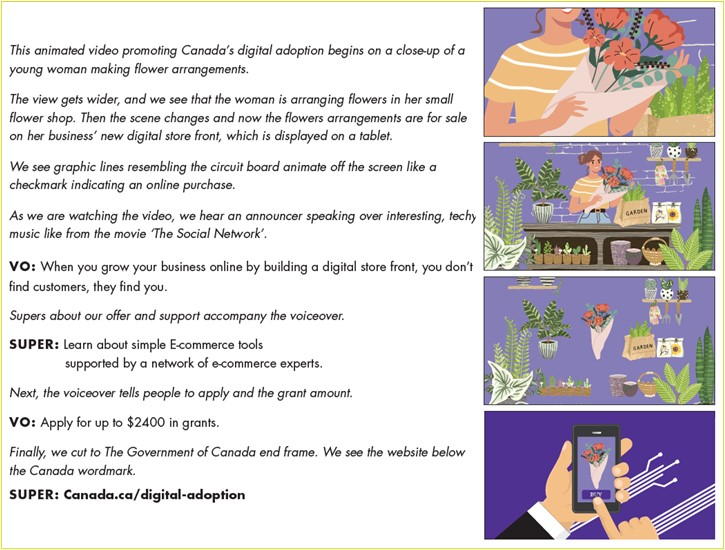 This animated video promoting Canada's digital adoption begins on a close-up of a
young woman making flower arrangements.
The view gets wider, and we see that the woman is arranging flowers in her small
flower shop. Then the scene changes and now the flowers arrangements are for sale
on her business' new digital store front, which is displayed on a tablet.
We see graphic lines resembling the circuit board animate off the screen like a
checkmark indicating an online purchase.
As we are watching the video, we hear an announcer speaking over interesting, techy
music like from the movie 'The Social Network'.
VO: When you grow your business online by building a digital store front, you don't
find customers, they find you.
Supers about our offer and support accompany the voiceover.
SUPER: Learn about simple E-commerce tools
supported by a network of e-commerce experts.
Next, the voiceover tells people to apply and the grant amount.
VO: Apply for up to $2400 in grants.
Finally, we cut to The Government of Canada end frame. We see the website below
the Canada wordmark.
SUPER: Canada.ca/digital-adoption
GARDEN
GARDEN
BUY